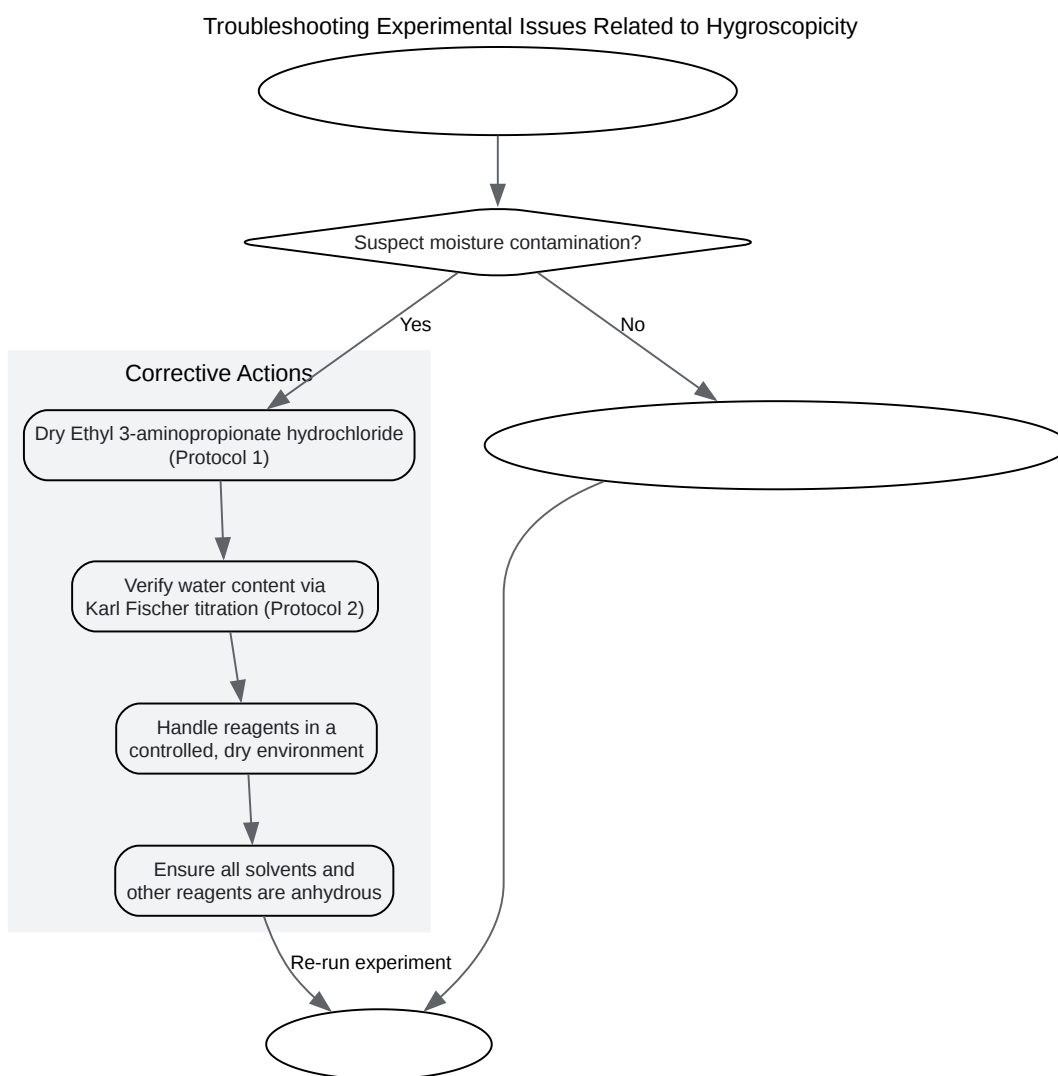 Troubleshooting Experimental Issues Related to Hygroscopicity
Suspect moisture contamination?
Yes
No
Corrective Actions
Dry Ethyl 3-aminopropionate hydrochloride
(Protocol 1)
Verify water content via
Karl Fischer titration (Protocol 2)
Handle reagents in a
controlled, dry environment
Ensure all solvents and
other reagents are anhydrous
Re-run experiment